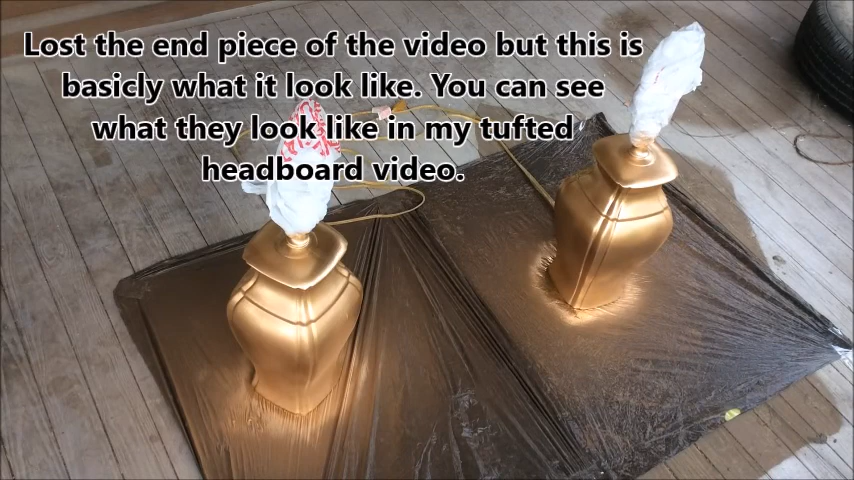 Lost the end piece of the video but this is
basicly what it look like. You can see
what they look like in my tufted
headboard video.